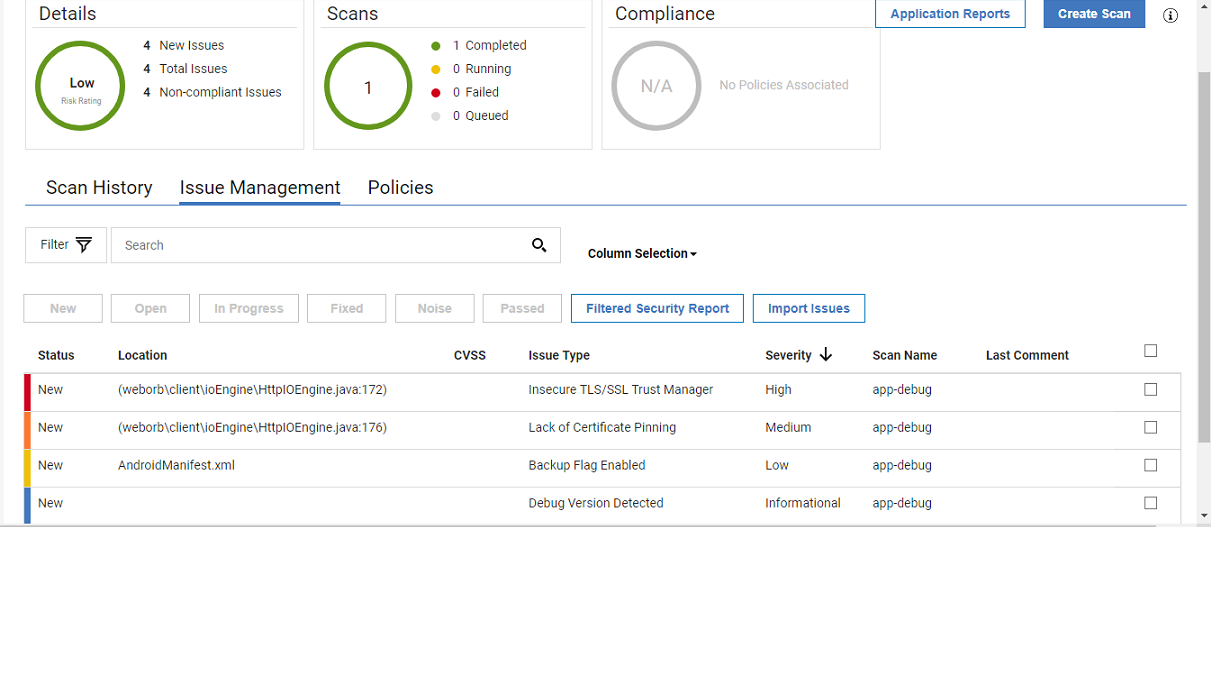 Details
Low
Risk Rating
4 New Issues
4 Total Issues
4 Non-compliant Issues
Scans
1
1 Completed
0 Running
0 Failed
0 Queued
Compliance
N/A
No Policies Associated
Application Reports
Create Scan
Scan History Issue Management Policies
Filter Search Column Selection
New Open In Progress Fixed Noise Passed Filtered Security Report Import Issues
Status Location CVSS Issue Type Severity Scan Name Last Comment
New (weborb\client\ioEngine\HttpIOEngine.java:172) Insecure TLS/SSL Trust Manager High app-debug
New (weborb\client\ioEngine\HttpIOEngine.java:176) Lack of Certificate Pinning Medium app-debug
New AndroidManifest.xml Backup Flag Enabled Low app-debug
New Debug Version Detected Informational app-debug